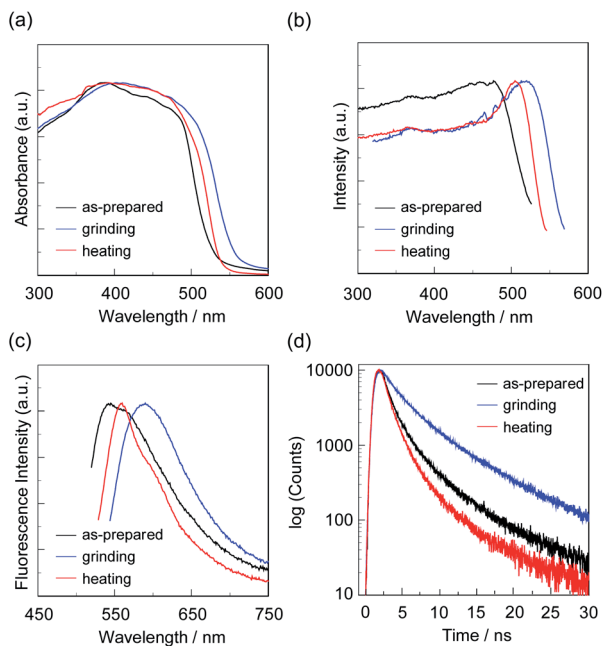 (a)
Absorbance (a.u.)
as-prepared
grinding
heating
300
400
500
600
Wavelength / nm
(b)
Intensity (a.u.)
as-prepared
grinding
heating
300
400
500
600
Wavelength / nm
(c)
Fluorescence Intensity (a.u.)
as-prepared
grinding
heating
450
550
650
750
Wavelength / nm
(d)
log (Counts)
10000
1000
100
10
as-prepared
grinding
heating
0
5
10
15
20
25
30
Time / ns